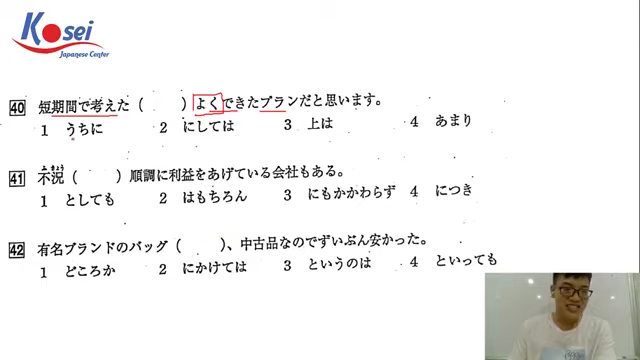 Kosei
Japanese Center
40 短期間で考えた（　　）よくできたプランだと思います。
1 うちに 2 にしては 3 上は 4 あまり
ふきょう
41 不況（　　）順調に利益をあげている会社もある。
1 としても 2 はもちろん 3 にもかかわらず 4 につき
42 有名ブランドのバッグ（　　）、中古品なのでずいぶん安かった。
1 どころか 2 にかけては 3 というのは 4 といっても